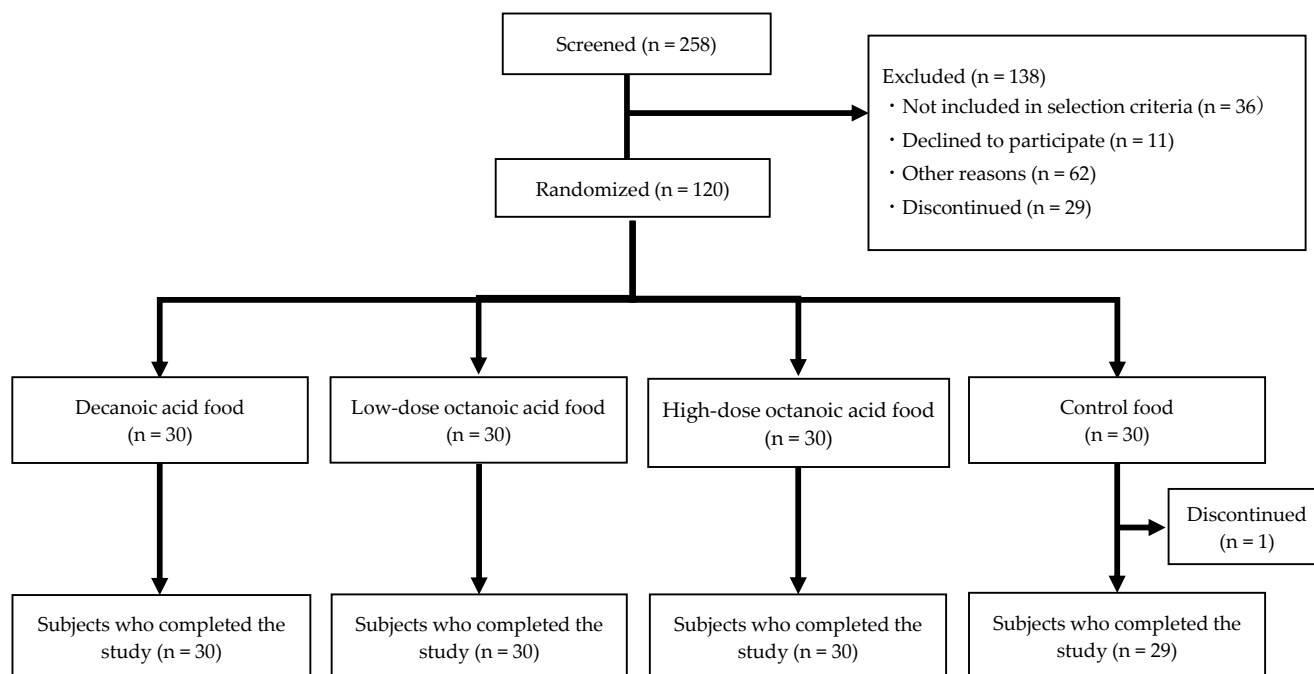 Screened (n = 258)
Excluded (n = 138)
・Not included in selection criteria (n = 36）
・Declined to participate (n = 11)
・Other reasons (n = 62)
・Discontinued (n = 29)
Randomized (n = 120)
Decanoic acid food
(n = 30)
Low-dose octanoic acid food
(n = 30)
High-dose octanoic acid food
(n = 30)
Control food
(n = 30)
Discontinued
(n = 1)
Subjects who completed the
study (n = 30)
Subjects who completed the
study (n = 30)
Subjects who completed the
study (n = 30)
Subjects who completed the
study (n = 29)